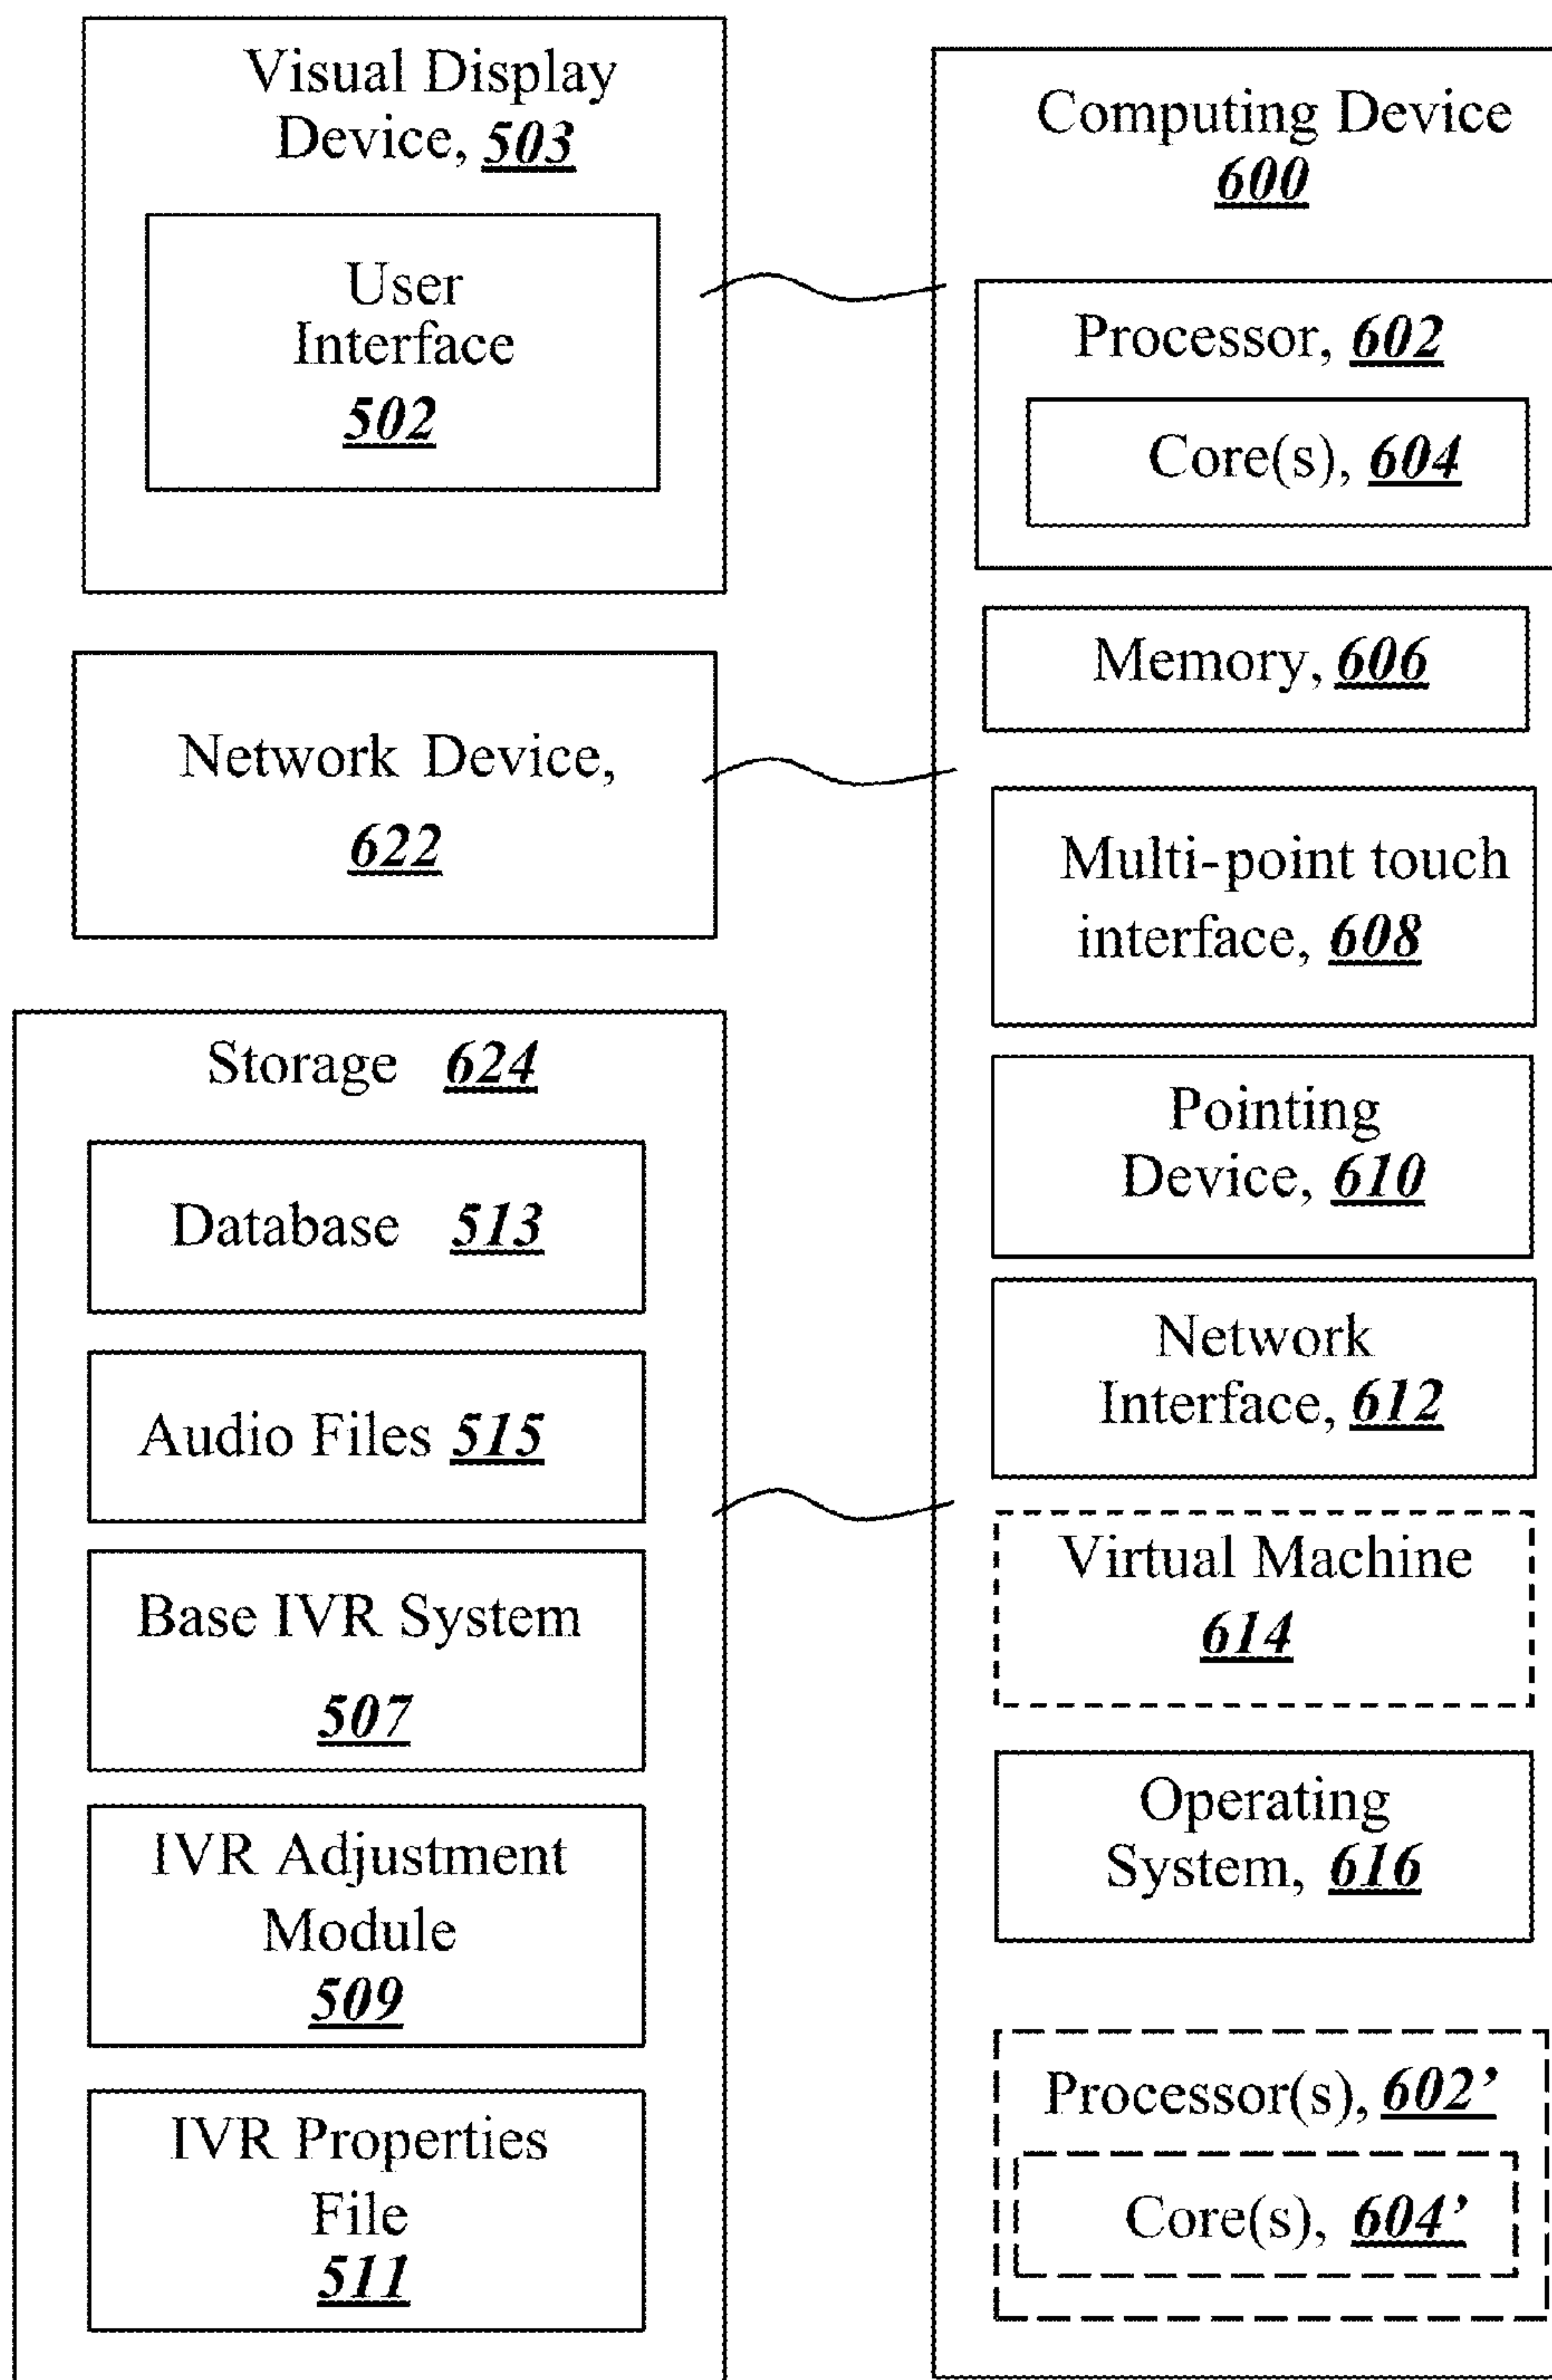 Visual Display
Device, 503
User
Interface
502
Network Device,
622
Storage 624
Database 513
Audio Files 515
Base IVR System
507
IVR Adjustment
Module
509
IVR Properties
File
511
Computing Device
600
Processor, 602
Core(s), 604
Memory, 606
Multi-point touch
interface, 608
Pointing
Device, 610
Network
Interface, 612
Virtual Machine
614
Operating
System, 616
Processor(s), 602’
Core(s), 604’